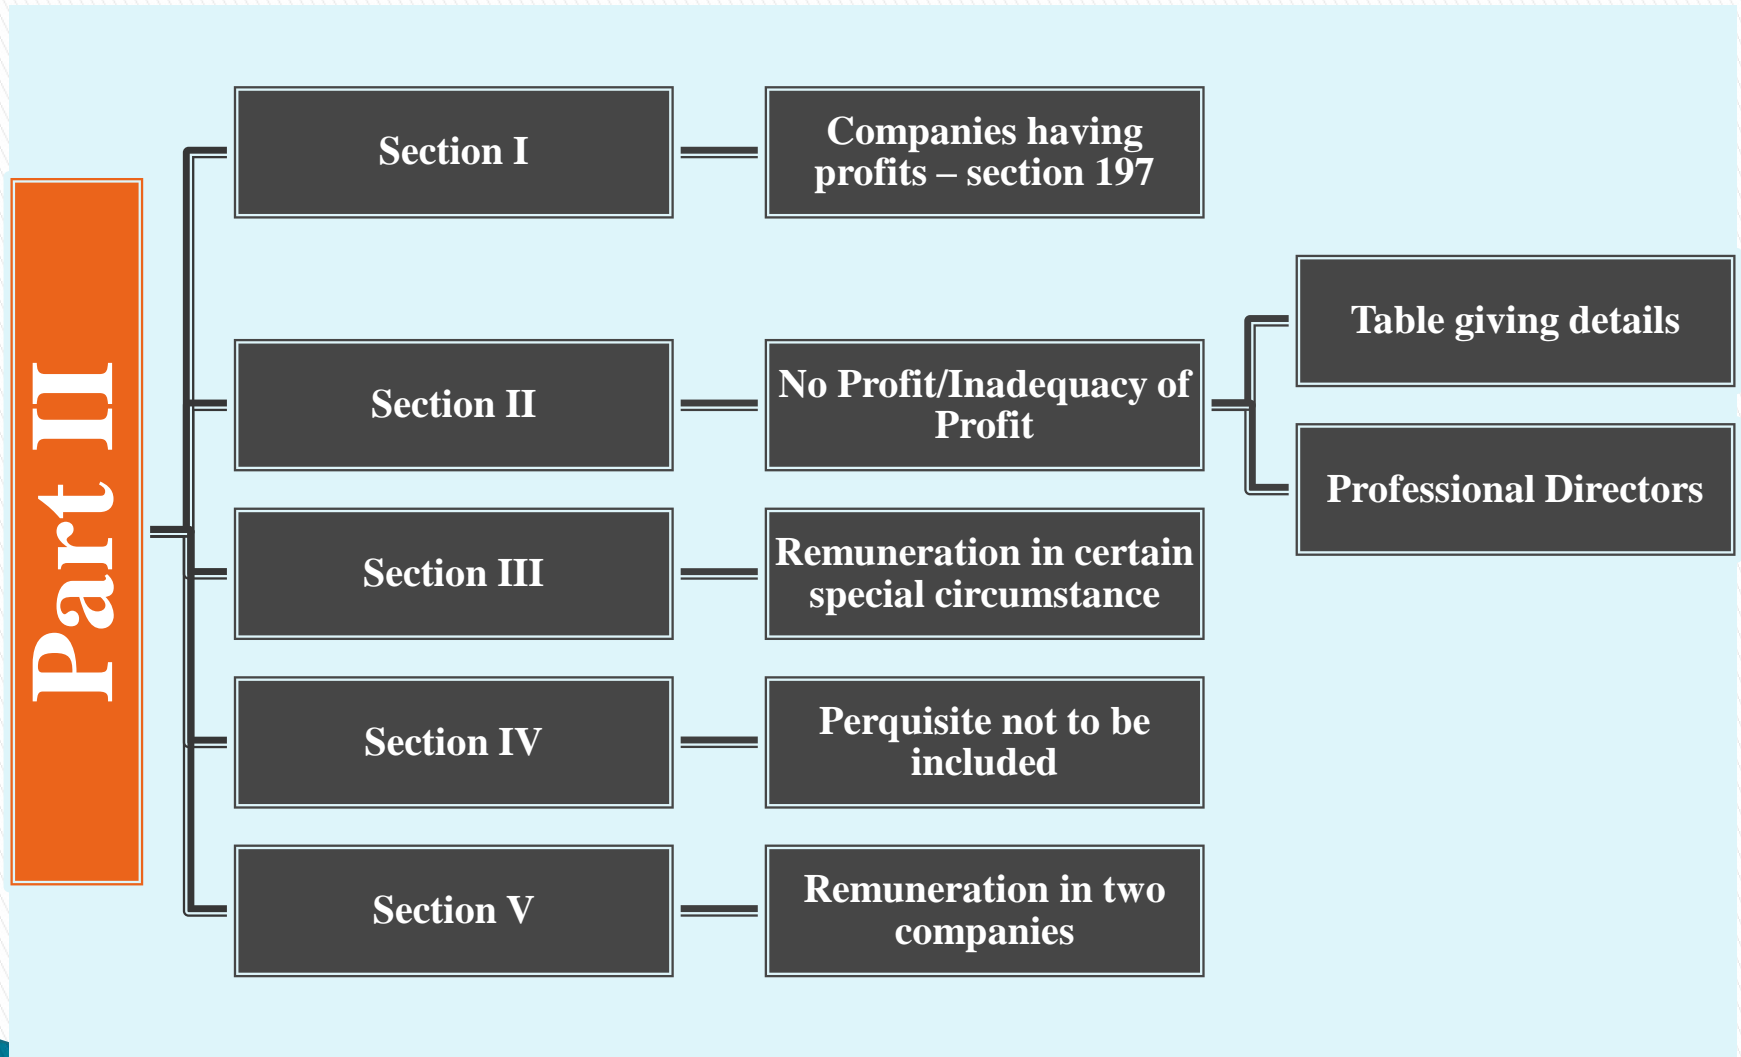 Part III
Section I
Companies having
profits – section 197
Section II
No Profit/Inadequacy of
Profit
Table giving details
Professional Directors
Section III
Remuneration in certain
special circumstance
Section IV
Perquisite not to be
included
Section V
Remuneration in two
companies